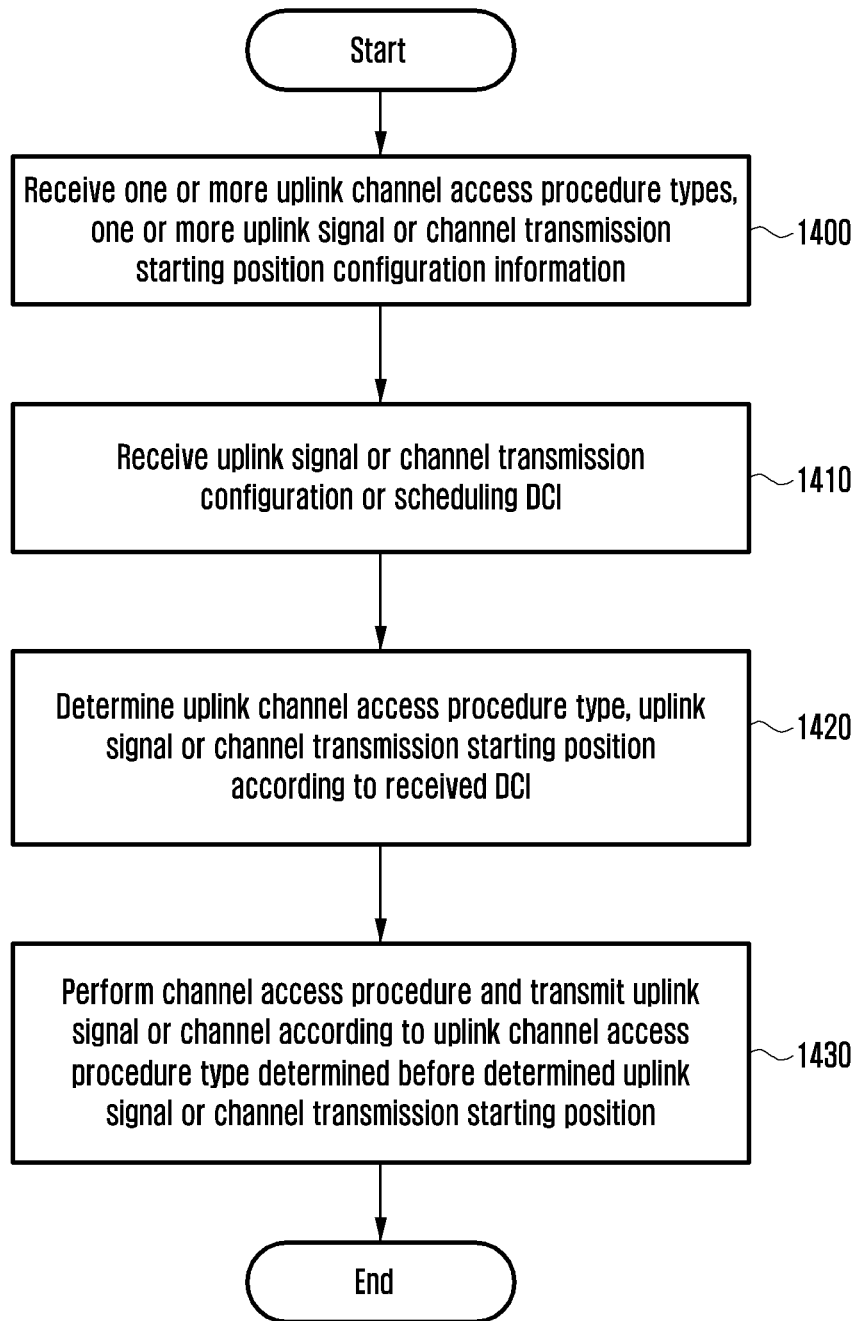 Start
Receive one or more uplink channel access procedure types,
one or more uplink signal or channel transmission
starting position configuration information
1400
Receive uplink signal or channel transmission
configuration or scheduling DCI
1410
Determine uplink channel access procedure type, uplink
signal or channel transmission starting position
according to received DCI
1420
Perform channel access procedure and transmit uplink
signal or channel according to uplink channel access
procedure type determined before determined uplink
signal or channel transmission starting position
1430
End